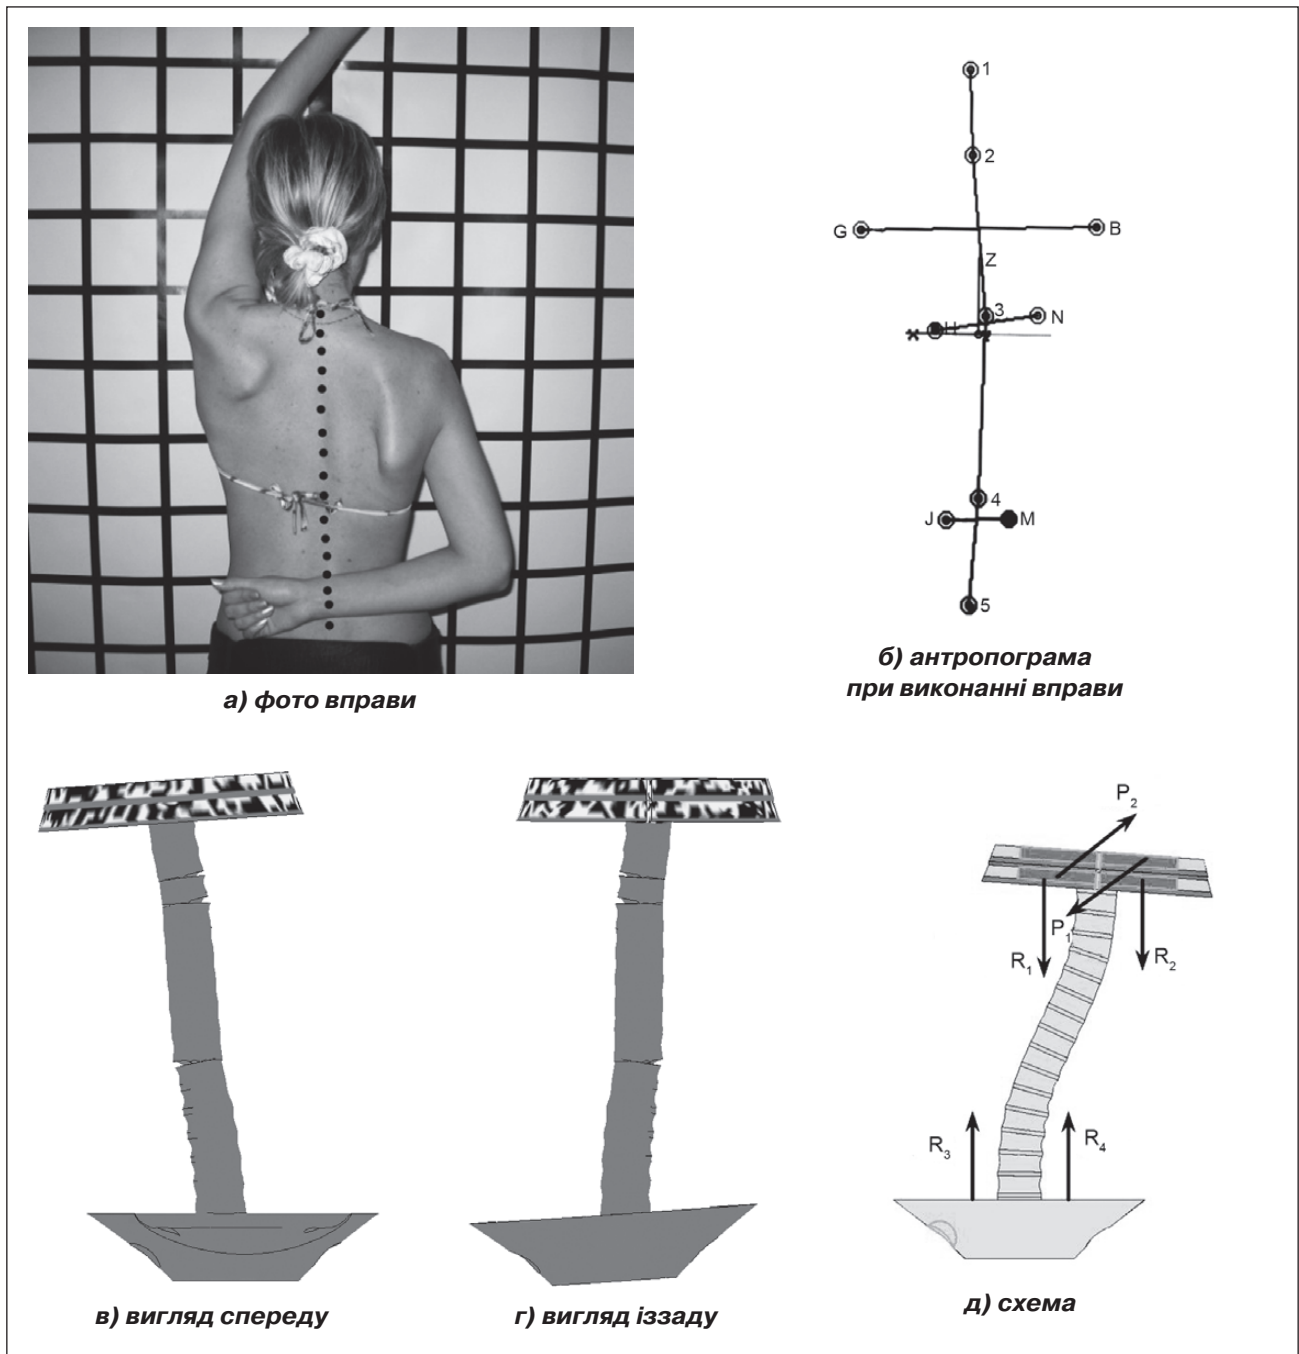 1
2
G
B
Z
3
H
N
x
4
J
M
5
а) фото вправи
б) антропограма
при виконанні вправи
P2
P1
R1
R2
R3
R4
в) вигляд спереду
г) вигляд іззаду
д) схема